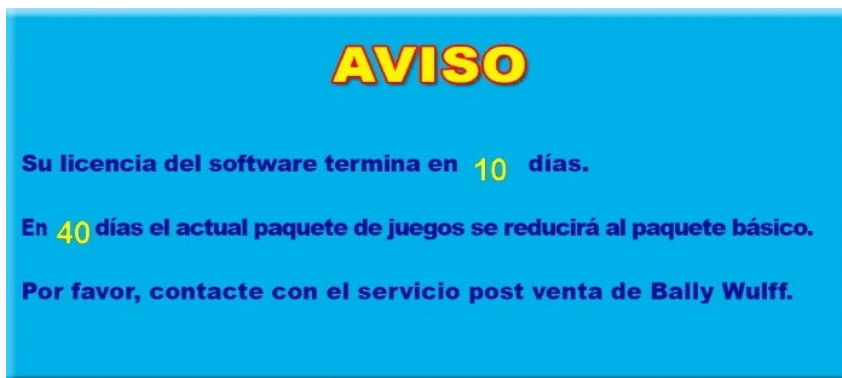 AVISO
Su licencia del software termina en 10 días.
En 40 días el actual paquete de juegos se reducirá al paquete básico.
Por favor, contacte con el servicio post venta de Bally Wulff.